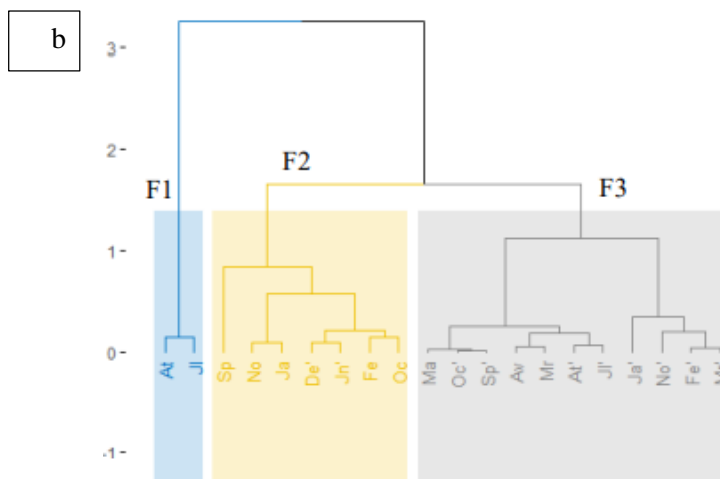 b
3-
2-
F2
F1
F3
1-
0-
At
Jl
Sp
No
Ja
De'
Jn'
Fe
Oc
Ma
Oc'
Sp'
Av
Mr
At'
Jl'
Ja'
No'
Fe'
-1-